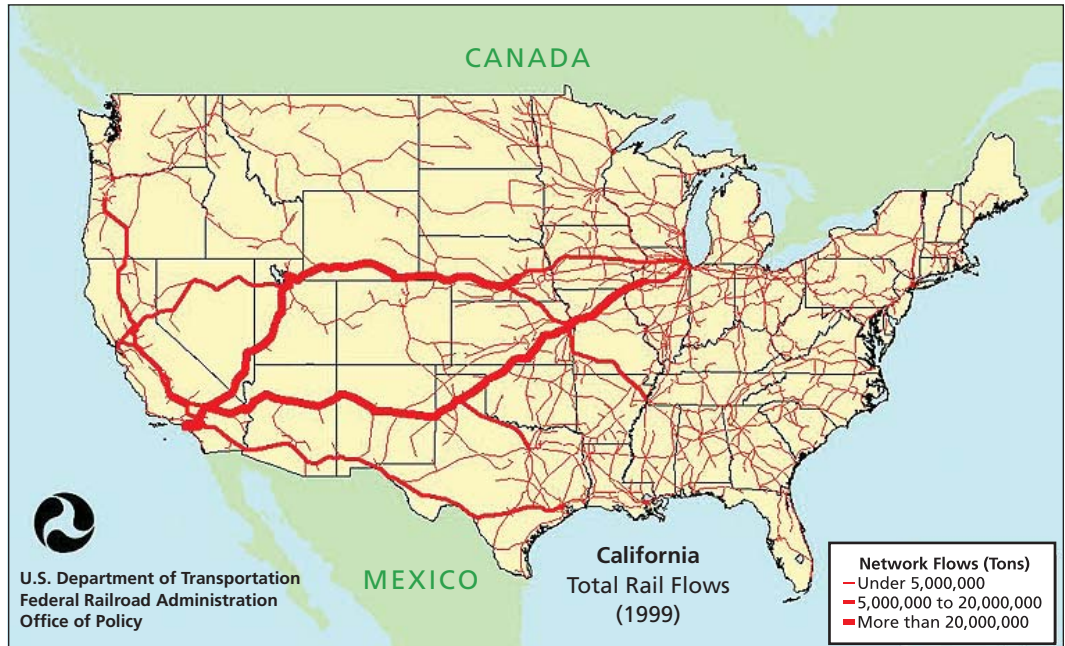 CANADA
MEXICO
U.S. Department of Transportation
Federal Railroad Administration
Office of Policy
California
Total Rail Flows
(1999)
Network Flows (Tons)
Under 5,000,000
5,000,000 to 20,000,000
More than 20,000,000